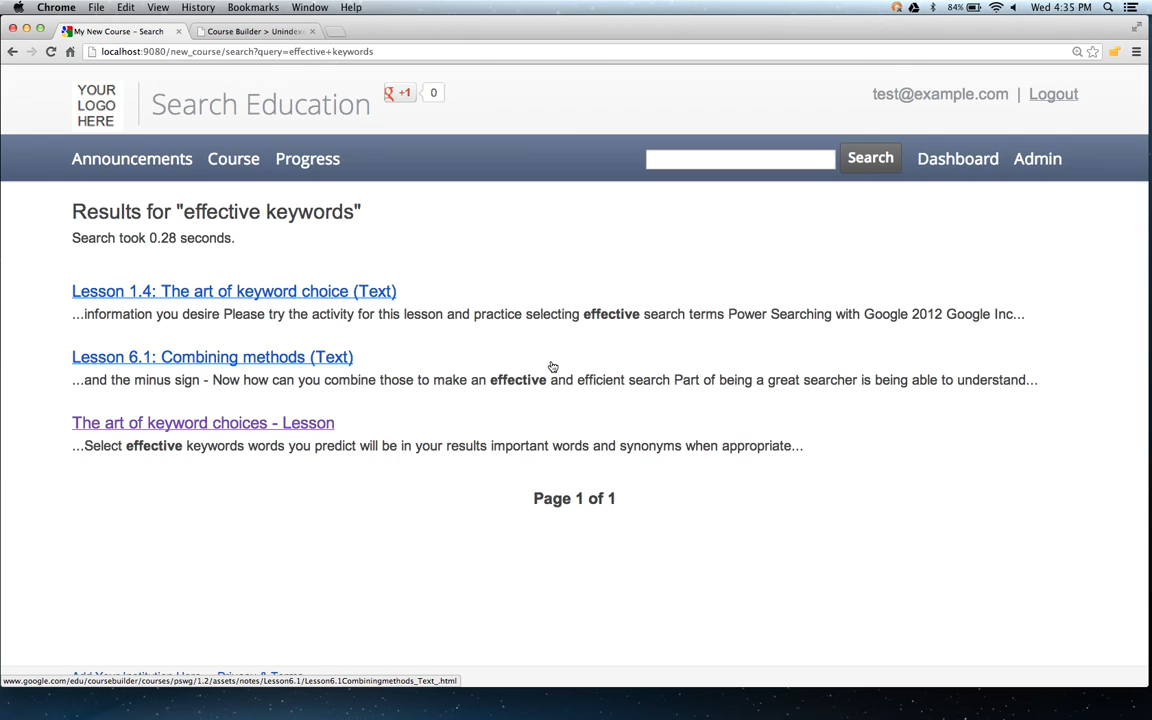 Chrome File Edit View History Bookmarks Window Help 84% Wed 4:35 PM
My New Course – Search Course Builder > Unindex
localhost:9080/new_course/search?query=effective+keywords
YOUR LOGO HERE
Search Education
+1 0
test@example.com | Logout
Announcements Course Progress Search Dashboard Admin
Results for "effective keywords"
Search took 0.28 seconds.
Lesson 1.4: The art of keyword choice (Text)
...information you desire Please try the activity for this lesson and practice selecting effective search terms Power Searching with Google 2012 Google Inc...
Lesson 6.1: Combining methods (Text)
...and the minus sign - Now how can you combine those to make an effective and efficient search Part of being a great searcher is being able to understand...
The art of keyword choices - Lesson
...Select effective keywords words you predict will be in your results important words and synonyms when appropriate...
Page 1 of 1
www.google.com/edu/coursebuilder/courses/pswg/1.2/assets/notes/Lesson6.1/Lesson6.1Combiningmethods_Text_.html